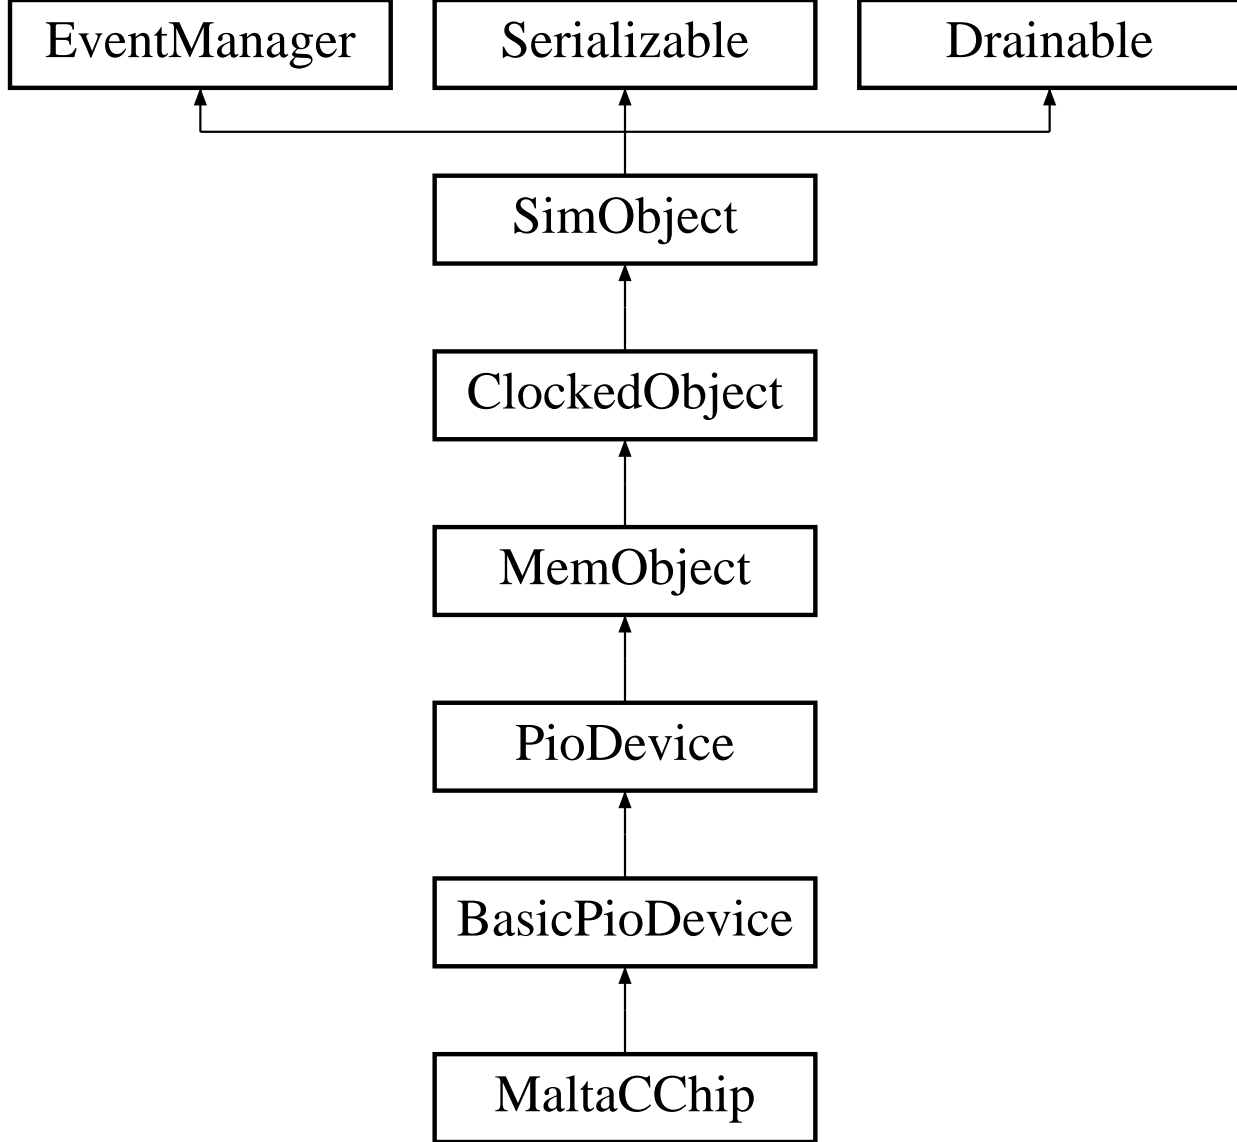 EventManager Serializable Drainable
SimObject
ClockedObject
MemObject
PioDevice
BasicPioDevice
MaltaCChip